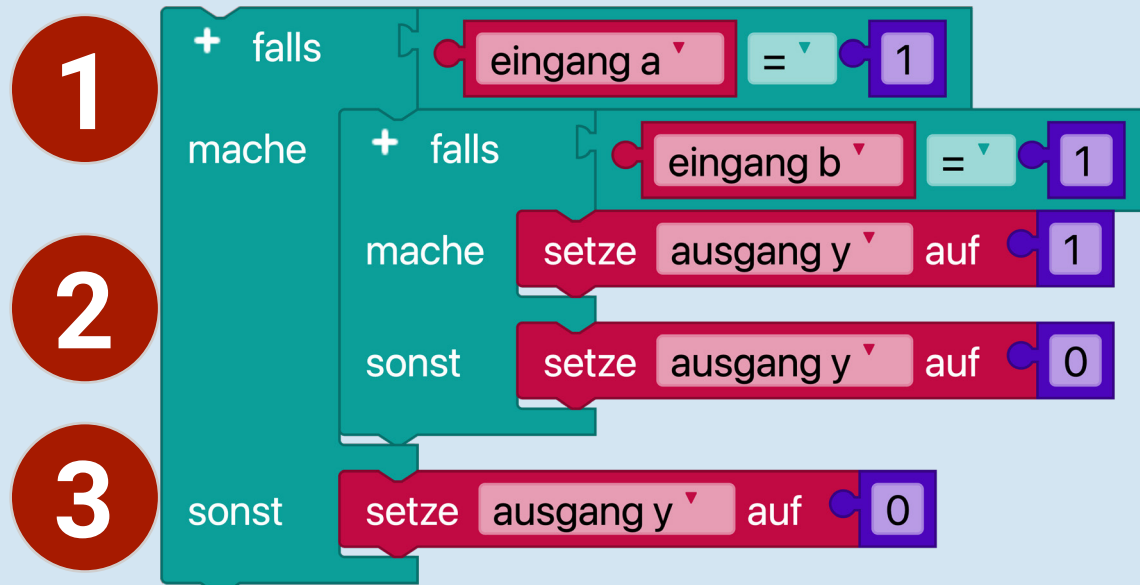 1
falls eingang a = 1
mache falls eingang b = 1
mache setze ausgang y auf 1
2
sonst setze ausgang y auf 0
3
sonst setze ausgang y auf 0